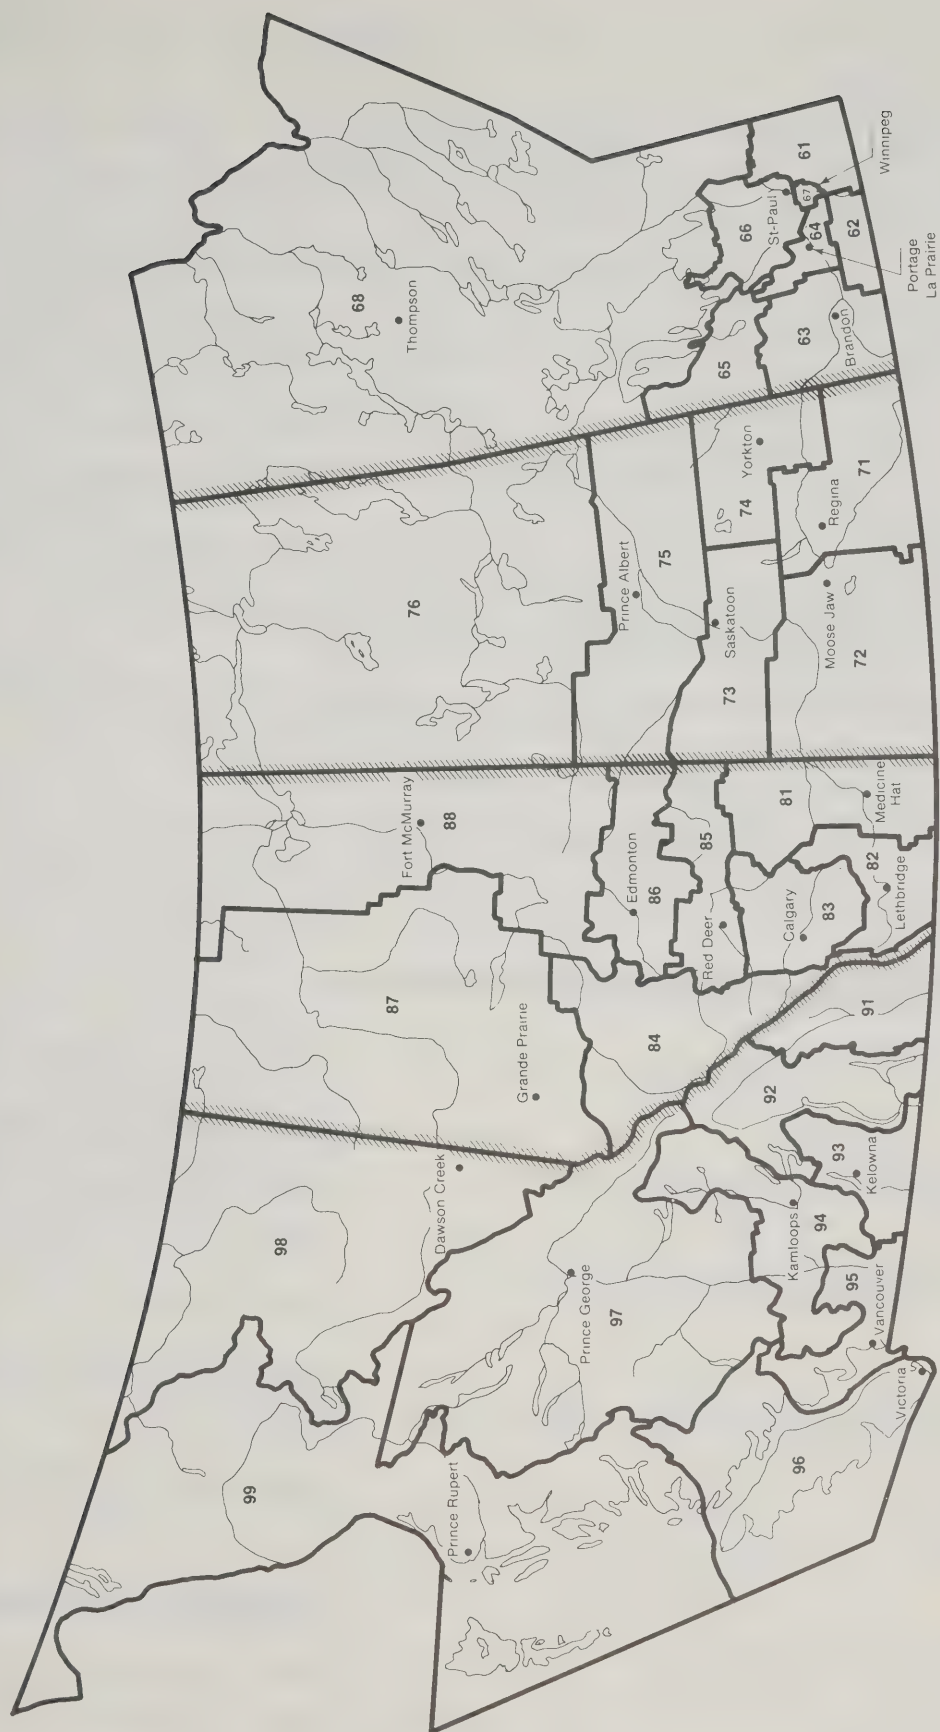 99
98
97
96
95
94
93
92
91
Prince Rupert
Prince George
Dawson Creek
Kamloops
Kelowna
Vancouver
Victoria
87
88
84
86
85
83
82
81
Grande Prairie
Fort McMurray
Edmonton
Red Deer
Calgary
Lethbridge
Medicine
Hat
76
75
74
73
72
71
Prince Albert
Saskatoon
Yorkton
Moose Jaw
Regina
68
66
65
63
64
67
62
61
Thompson
Brandon
St-Paul
Portage
La Prairie
Winnipeg